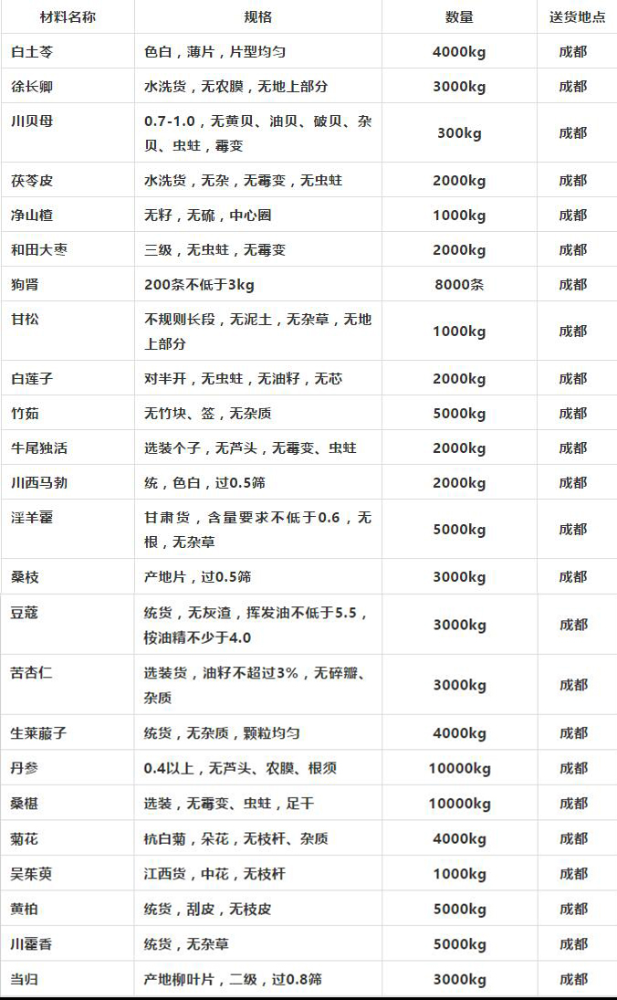 材料名称 规格 数量 送货地点
白土苓 色白，薄片，片型均匀 4000kg 成都
徐长卿 水洗货，无农膜，无地上部分 3000kg 成都
川贝母 0.7-1.0，无黄贝、油贝、破贝、杂
贝、虫蛀，霉变 300kg 成都
茯苓皮 水洗货，无杂，无霉变，无虫蛀 2000kg 成都
净山楂 无籽，无硫，中心圈 1000kg 成都
和田大枣 三级，无虫蛀，无霉变 2000kg 成都
狗肾 200条不低于3kg 8000条 成都
甘松 不规则长段，无泥土，无杂草，无地
上部分 1000kg 成都
白莲子 对半开，无虫蛀，无油籽，无芯 2000kg 成都
竹茹 无竹块、签，无杂质 5000kg 成都
牛尾独活 选装个子，无芦头，无霉变、虫蛀 2000kg 成都
川西马勃 统，色白，过0.5筛 2000kg 成都
淫羊藿 甘肃货，含量要求不低于0.6，无
根，无杂草 5000kg 成都
桑枝 产地片，过0.5筛 3000kg 成都
豆蔻 统货，无灰渣，挥发油不低于5.5，
桉油精不少于4.0 3000kg 成都
苦杏仁 选装货，油籽不超过3%，无碎瓣、
杂质 3000kg 成都
生莱菔子 统货，无杂质，颗粒均匀 4000kg 成都
丹参 0.4以上，无芦头、农膜、根须 10000kg 成都
桑椹 选装，无霉变、虫蛀，足干 10000kg 成都
菊花 杭白菊，朵花，无枝杆、杂质 4000kg 成都
吴茱萸 江西货，中花，无枝杆 1000kg 成都
黄柏 统货，刮皮，无枝皮 5000kg 成都
川藿香 统货，无杂草 5000kg 成都
当归 产地柳叶片，二级，过0.8筛 3000kg 成都